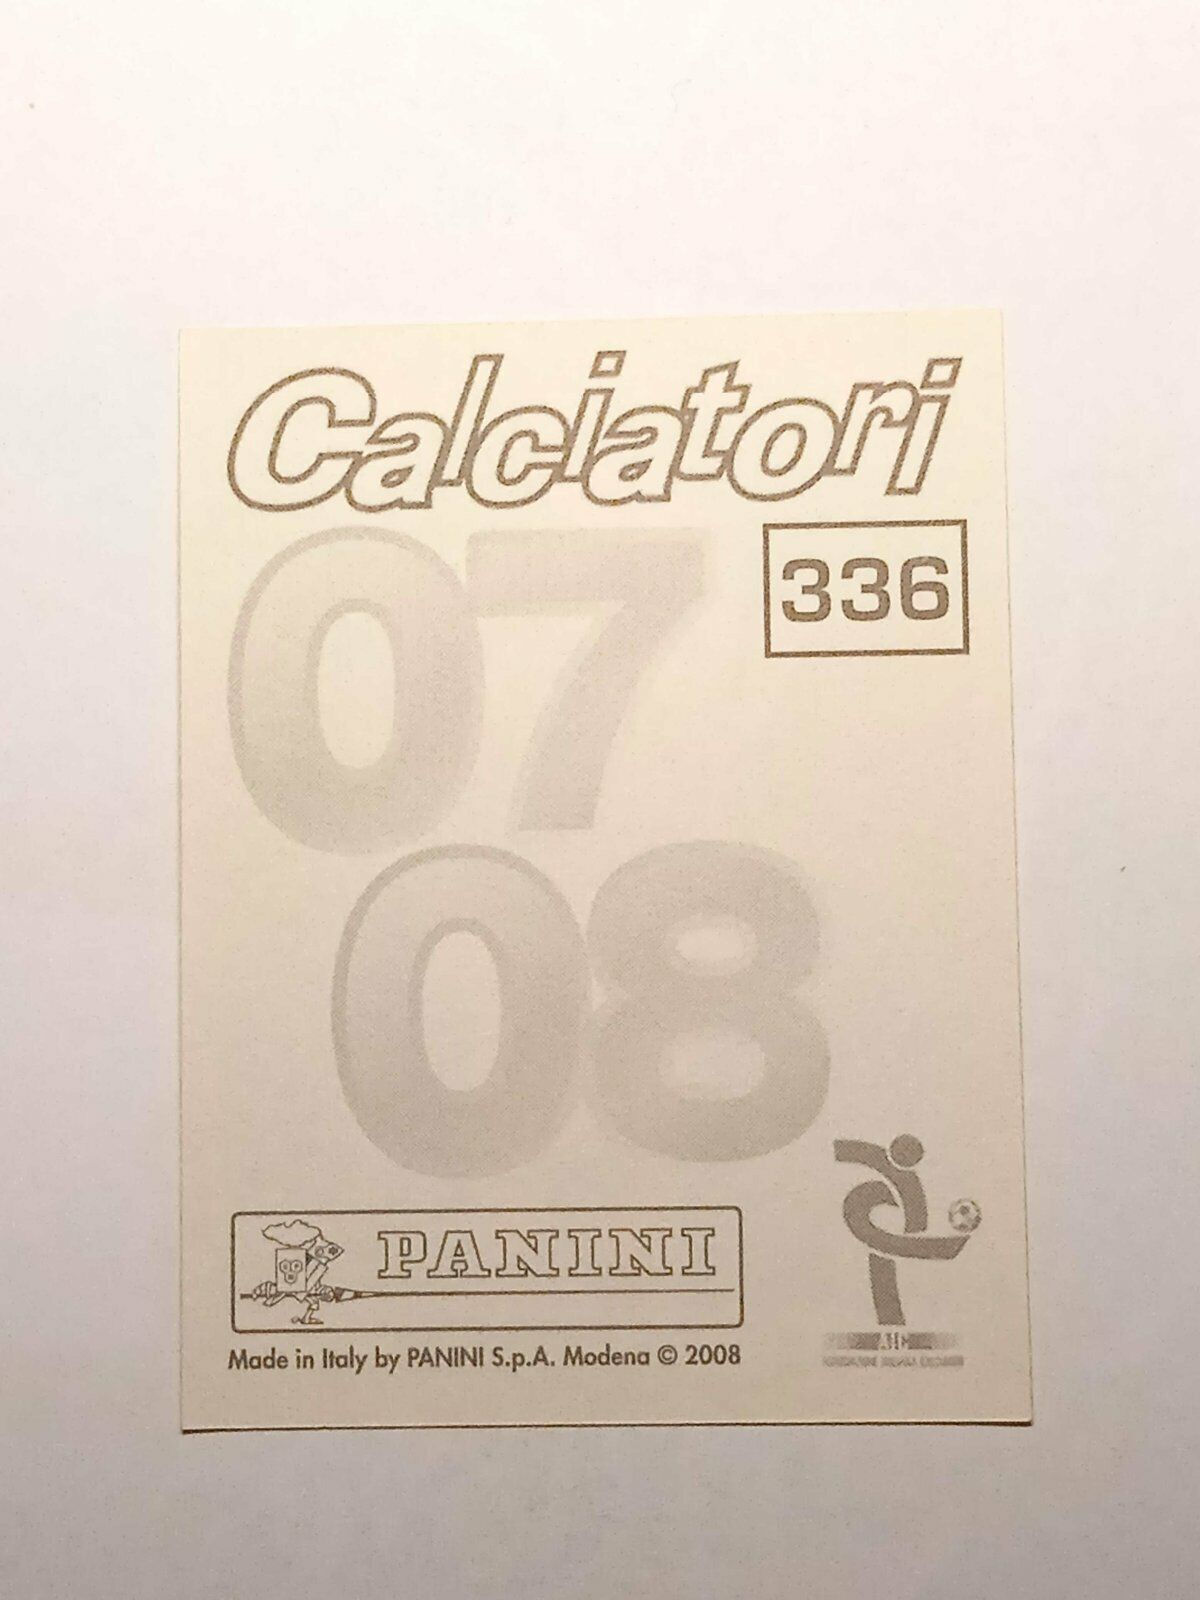 Calciatori
07
336
08
PANINI
Made in Italy by PANINI S.p.A. Modena © 2008